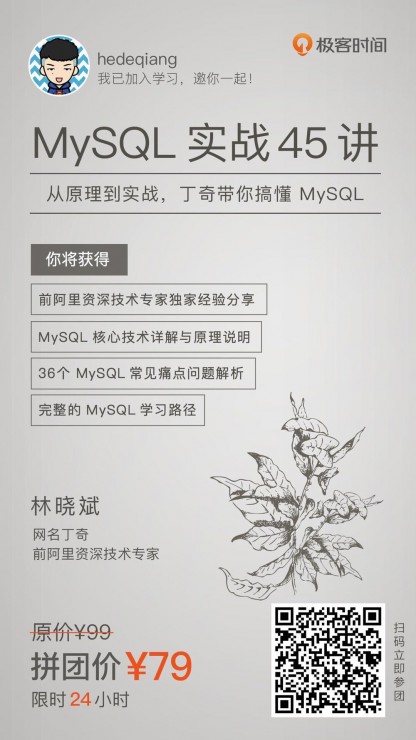 hedeqiang
极客时间
我已加入学习，邀你一起！
MySQL 实战 45 讲
从原理到实战，丁奇带你搞懂 MySQL
你将获得
前阿里资深技术专家独家经验分享
MySQL 核心技术详解与原理说明
36个 MySQL 常见痛点问题解析
完整的 MySQL 学习路径
林晓斌
网名丁奇
前阿里资深技术专家
原价¥99
拼团价¥79
限时 24 小时
扫码立即参团